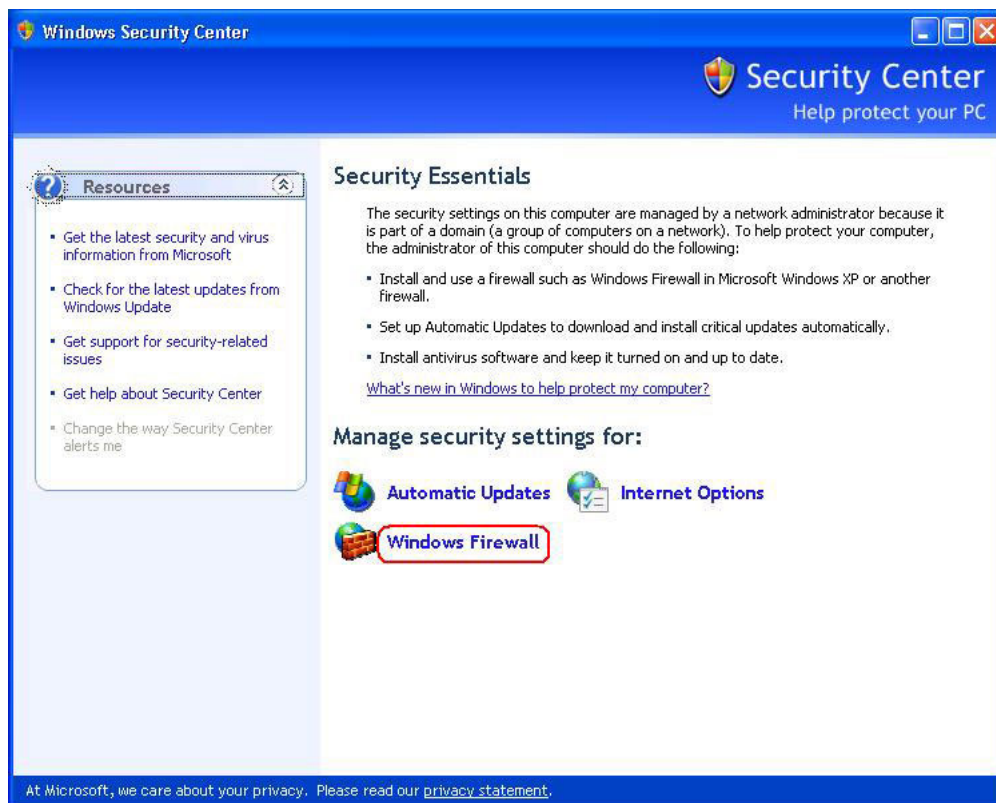 Windows Security Center
Security Center
Help protect your PC
Resources
Get the latest security and virus
information from Microsoft
Check for the latest updates from
Windows Update
Get support for security-related
issues
Get help about Security Center
Change the way Security Center
alerts me
Security Essentials
The security settings on this computer are managed by a network administrator because it
is part of a domain (a group of computers on a network). To help protect your computer,
the administrator of this computer should do the following:
Install and use a firewall such as Windows Firewall in Microsoft Windows XP or another
firewall.
Set up Automatic Updates to download and install critical updates automatically.
Install antivirus software and keep it turned on and up to date.
What's new in Windows to help protect my computer?
Manage security settings for:
Automatic Updates
Internet Options
Windows Firewall
At Microsoft, we care about your privacy. Please read our privacy statement.